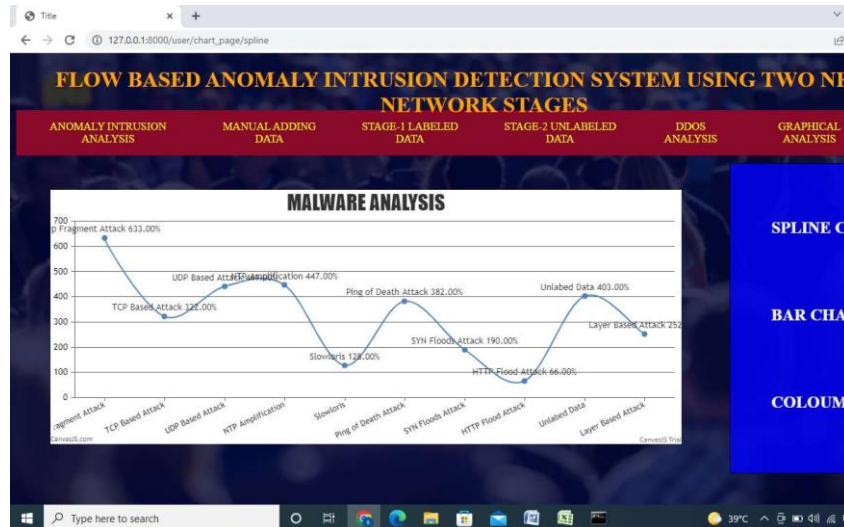 Title
127.0.0.1:8000/user/chart_page/spline
FLOW BASED ANOMALY INTRUSION DETECTION SYSTEM USING TWO NE
NETWORK STAGES
ANOMALY INTRUSION ANALYSIS
MANUAL ADDING DATA
STAGE-1 LABELED DATA
STAGE-2 UNLABELED DATA
DDOS ANALYSIS
GRAPHICAL ANALYSIS
MALWARE ANALYSIS
700
600
500
400
300
200
100
0
p Fragment Attack 633.00%
TCP Based Attack 322.00%
UDP Based Attack
NTP Amplification 447.00%
Slowloris 128.00%
Ping of Death Attack 382.00%
SYN Floods Attack 190.00%
HTTP Flood Attack 66.00%
Unlabed Data 403.00%
Layer Based Attack 252
ragment Attack
TCP Based Attack
UDP Based Attack
NTP Amplification
Slowloris
Ping of Death Attack
SYN Floods Attack
HTTP Flood Attack
Unlabed Data
Layer Based Attack
CanvasJS.com
CanvasJS Trial
SPLINE C
BAR CHA
COLOUM
Type here to search
39°C